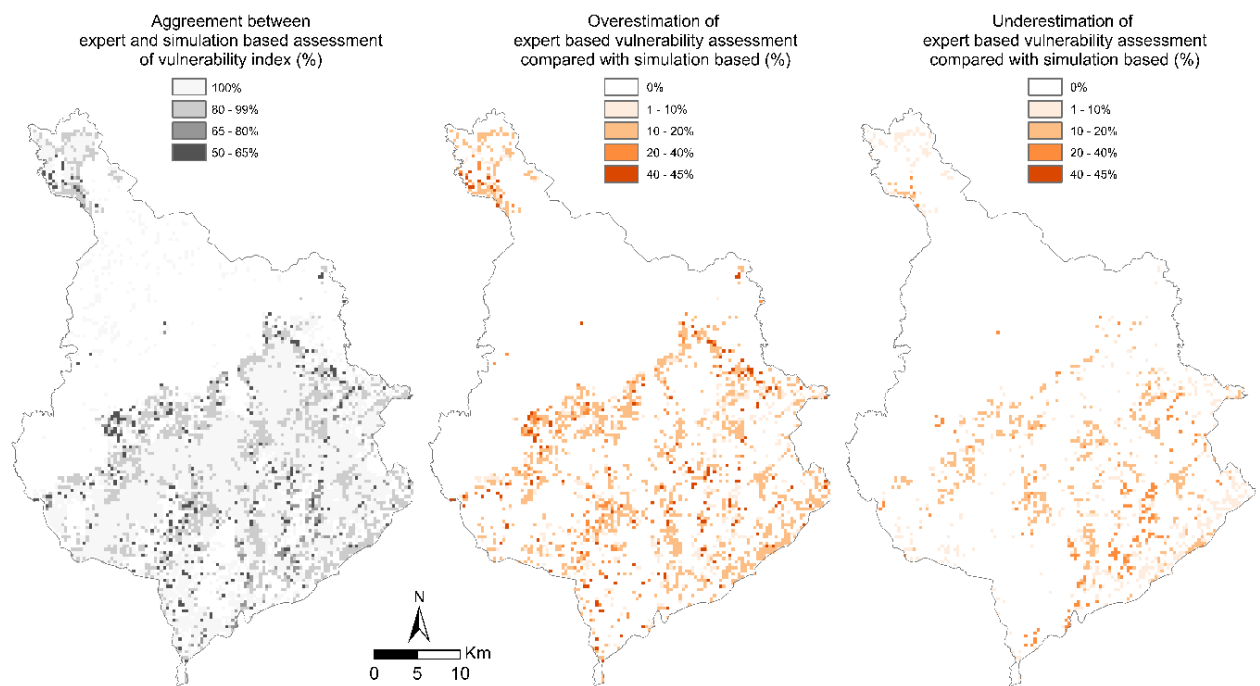 Aggreement between
expert and simulation based assessment
of vulnerability index (%)
100%
80 - 99%
65 - 80%
50 - 65%
Overestimation of
expert based vulnerability assessment
compared with simulation based (%)
0%
1 - 10%
10 - 20%
20 - 40%
40 - 45%
Underestimation of
expert based vulnerability assessment
compared with simulation based (%)
0%
1 - 10%
10 - 20%
20 - 40%
40 - 45%
N
Km
0 5 10